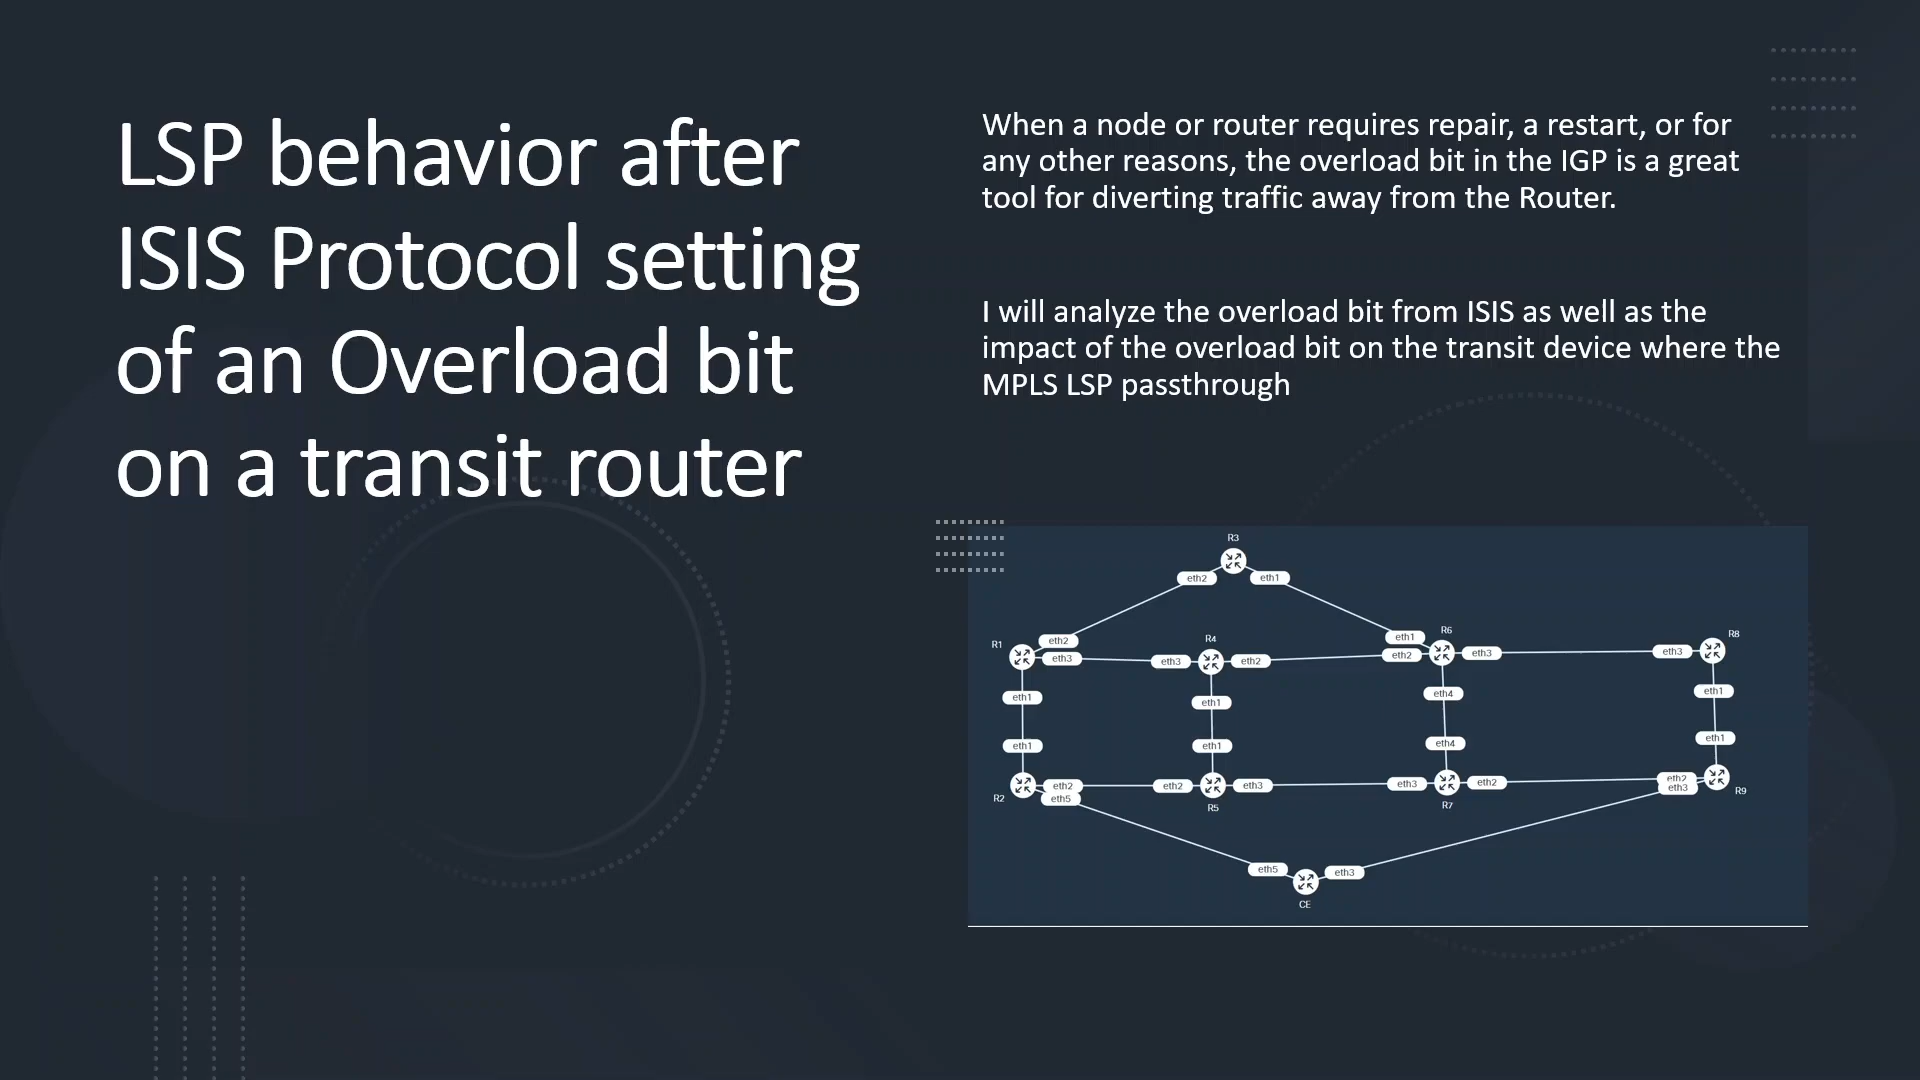 LSP behavior after
ISIS Protocol setting
of an Overload bit
on a transit router
When a node or router requires repair, a restart, or for
any other reasons, the overload bit in the IGP is a great
tool for diverting traffic away from the Router.
I will analyze the overload bit from ISIS as well as the
impact of the overload bit on the transit device where the
MPLS LSP passthrough
R3
eth2 eth1
R1 eth2 R4 eth1 R6 R8
eth3 eth3 eth2 eth2 eth3 eth3
eth1 eth1 eth4 eth1
eth1 eth1 eth4 eth1
R2 eth2 eth2 R5 eth3 eth3 R7 eth2 eth2 R9
eth5 eth3
eth5 eth3
CE